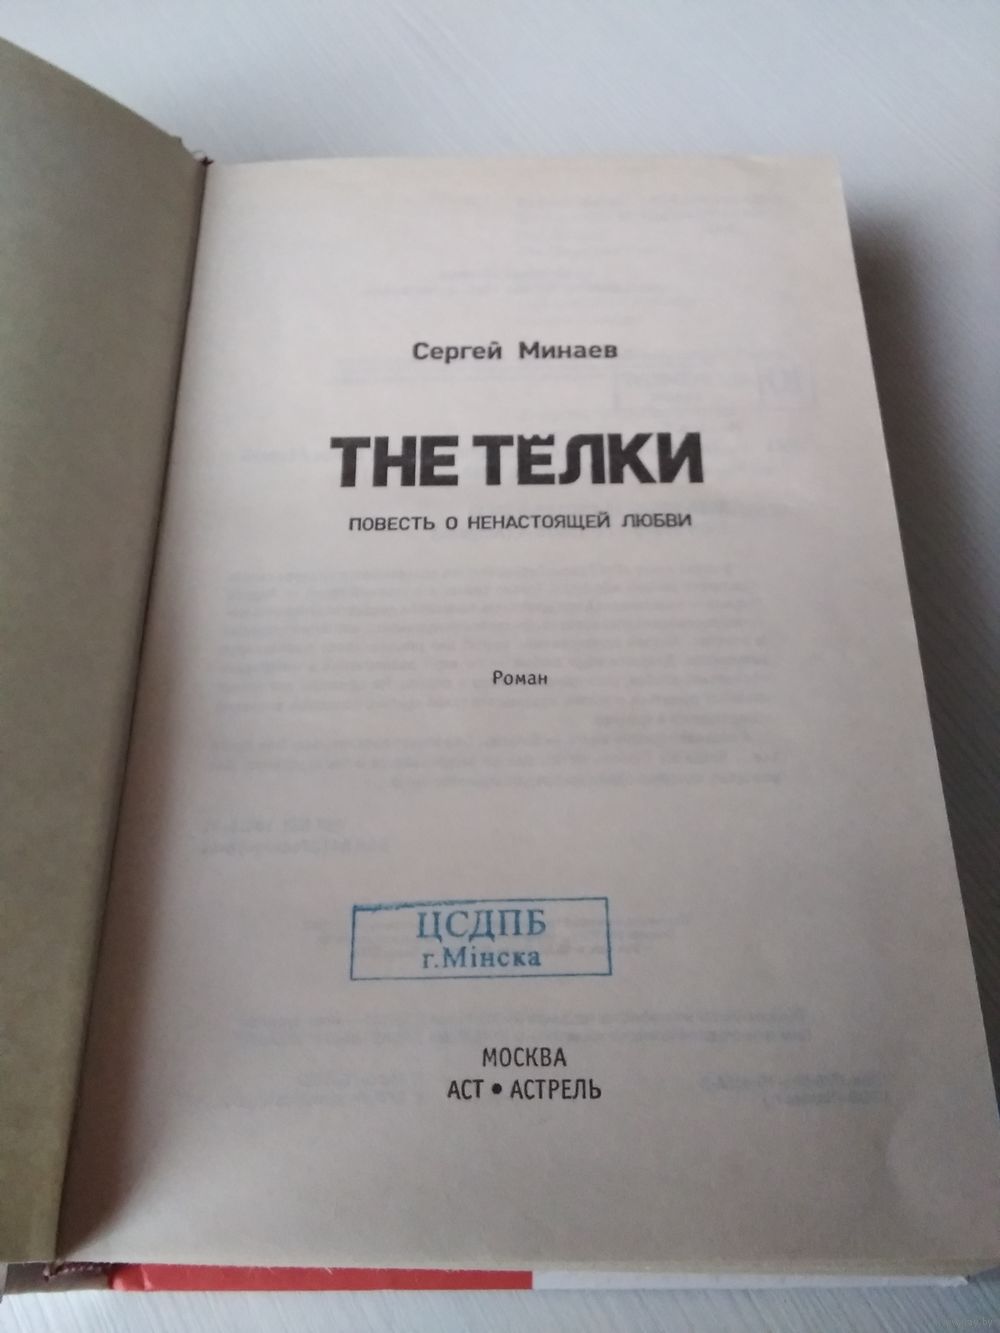 Сергей Минаев
THE ТЁЛКИ
ПОВЕСТЬ О НЕНАСТОЯЩЕЙ ЛЮБВИ
Роман
ЦСДПБ
г.Мінска
МОСКВА
АСТ • АСТРЕЛЬ